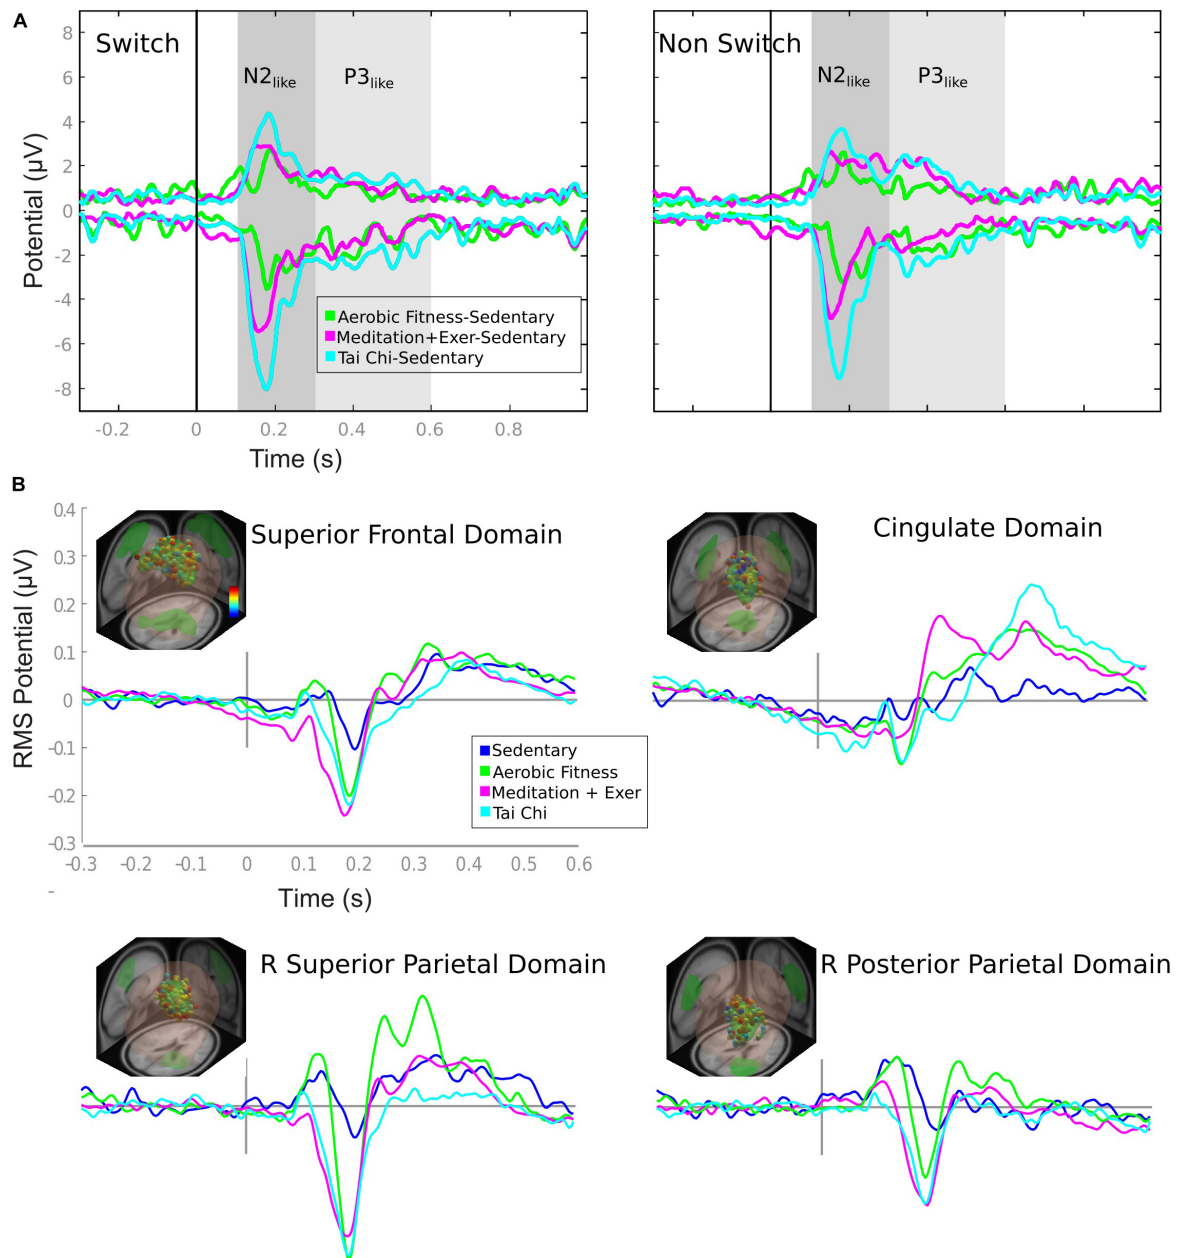 A
Switch
Non Switch
N2like
P3like
N2like
P3like
8
6
4
2
0
-2
-4
-6
-8
Potential (µV)
Aerobic Fitness-Sedentary
Meditation+Exer-Sedentary
Tai Chi-Sedentary
-0.2 0 0.2 0.4 0.6 0.8
Time (s)
B
Superior Frontal Domain
Cingulate Domain
0.4
0.3
0.2
0.1
0
-0.1
-0.2
-0.3
RMS Potential (µV)
Sedentary
Aerobic Fitness
Meditation + Exer
Tai Chi
-0.3 -0.2 -0.1 0 0.1 0.2 0.3 0.4 0.5 0.6
-
Time (s)
R Superior Parietal Domain
R Posterior Parietal Domain